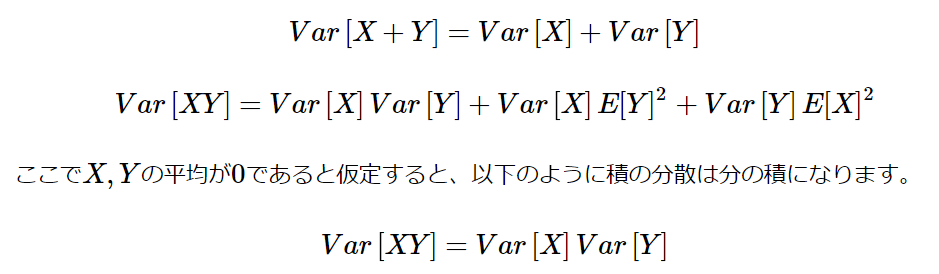 Var [X + Y] = Var [X] + Var [Y]
Var [XY] = Var [X] Var [Y] + Var [X] E[Y]² + Var [Y] E[X]²
ここでX, Yの平均が0であると仮定すると、以下のように積の分散は分の積になります。
Var [XY] = Var [X] Var [Y]